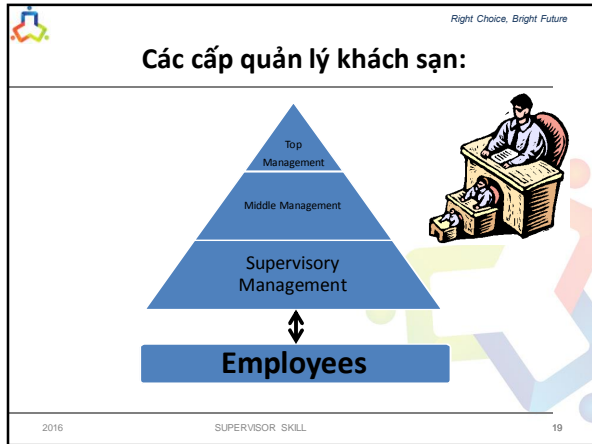 Right Choice, Bright Future
Các cấp quản lý khách sạn:
Top
Management
Middle Management
Supervisory
Management
Employees
2016
SUPERVISOR SKILL
19